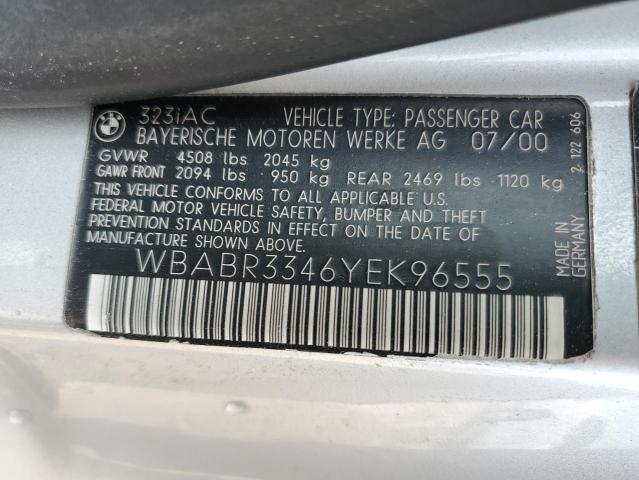 323iAC VEHICLE TYPE: PASSENGER CAR
BAYERISCHE MOTOREN WERKE AG 07/00
GVWR 4508 lbs 2045 kg
GAWR FRONT 2094 lbs · 950 kg; REAR 2469 lbs · 1120 kg
THIS VEHICLE CONFORMS TO ALL APPLICABLE U.S.
FEDERAL MOTOR VEHICLE SAFETY, BUMPER AND THEFT
PREVENTION STANDARDS IN EFFECT ON THE DATE OF
MANUFACTURE SHOWN ABOVE.
WBABR3346YEK96555
MADE IN GERMANY
2 122 606